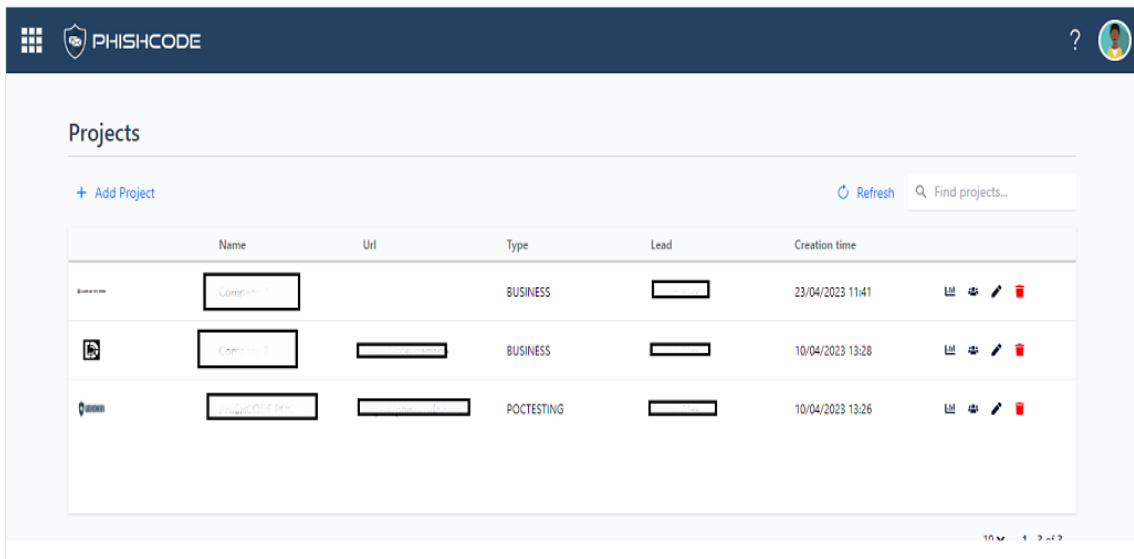 PHISHCODE ?
Projects
+ Add Project Refresh Find projects...
Name Url Type Lead Creation time
BUSINESS 23/04/2023 11:41
BUSINESS 10/04/2023 13:28
POCTESTING 10/04/2023 13:26